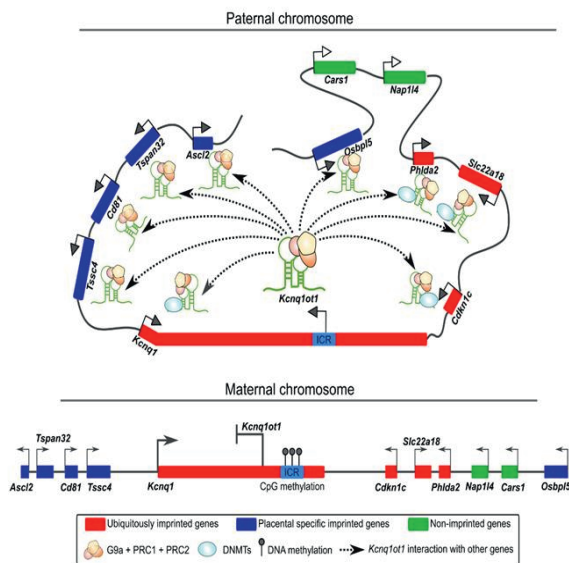 Paternal chromosome
Cars1
Nap1l4
Tspan32
Ascl2
Osbpl5
Phlda2
Slc22a18
Cd81
Tssc4
Kcnq1ot1
Cdkn1c
Kcnq1
ICR
Maternal chromosome
Kcnq1ot1
Tspan32
Slc22a18
ICR
Ascl2
Cd81
Tssc4
Kcnq1
CpG methylation
Cdkn1c
Phlda2
Nap1l4
Cars1
Osbpl5
Ubiquitously imprinted genes
Placental specific imprinted genes
Non-imprinted genes
G9a + PRC1 + PRC2
DNMTs
DNA methylation
Kcnq1ot1 interaction with other genes